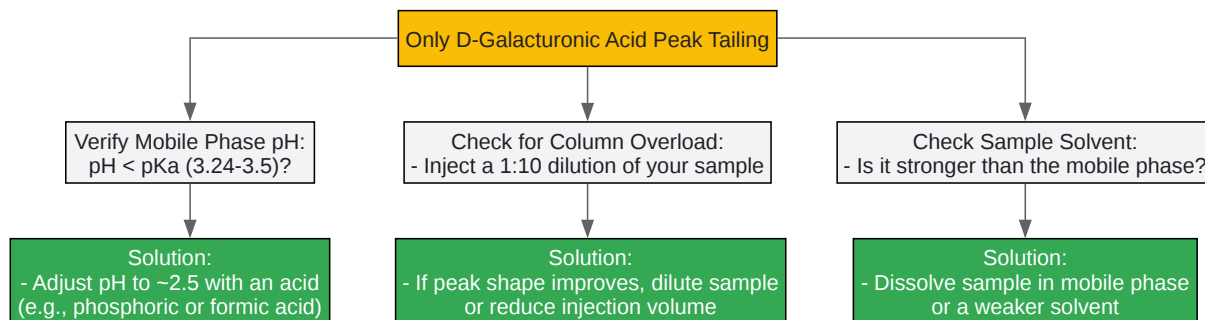 Only D-Galacturonic Acid Peak Tailing
Verify Mobile Phase pH:
pH < pKa (3.24-3.5)?
Check for Column Overload:
- Inject a 1:10 dilution of your sample
Check Sample Solvent:
- Is it stronger than the mobile phase?
Solution:
- Adjust pH to ~2.5 with an acid
(e.g., phosphoric or formic acid)
Solution:
- If peak shape improves, dilute sample
or reduce injection volume
Solution:
- Dissolve sample in mobile phase
or a weaker solvent